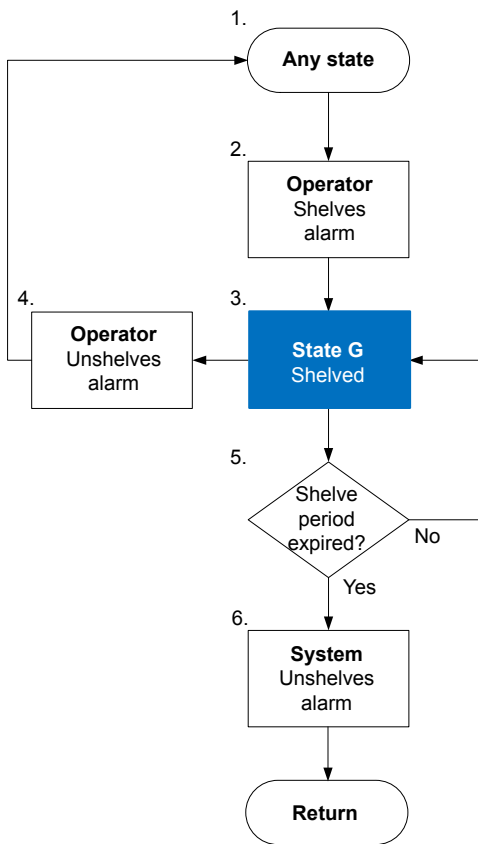 1.
Any state
2.
Operator
Shelves
alarm
3.
State G
Shelved
4.
Operator
Unshelves
alarm
5.
Shelve
period
expired?
No
Yes
6.
System
Unshelves
alarm
Return